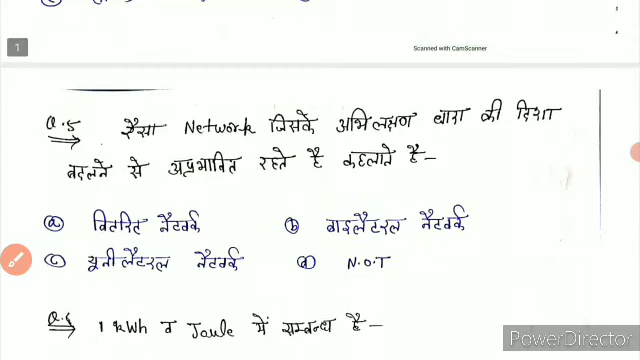 1
Scanned with CamScanner
Q.5 ऐसा Network जिसके अभिलक्षण धारा की दिशा
बदलने से अप्रभावित रहते है कहलाते है-
(a) वितरित नैटवर्क (b) बाइलैटरल नैटवर्क
(c) यूनीलैटरल नैटवर्क (d) N.O.T
Q.6 1 kWh व Joule में सम्बन्ध है-
PowerDirector